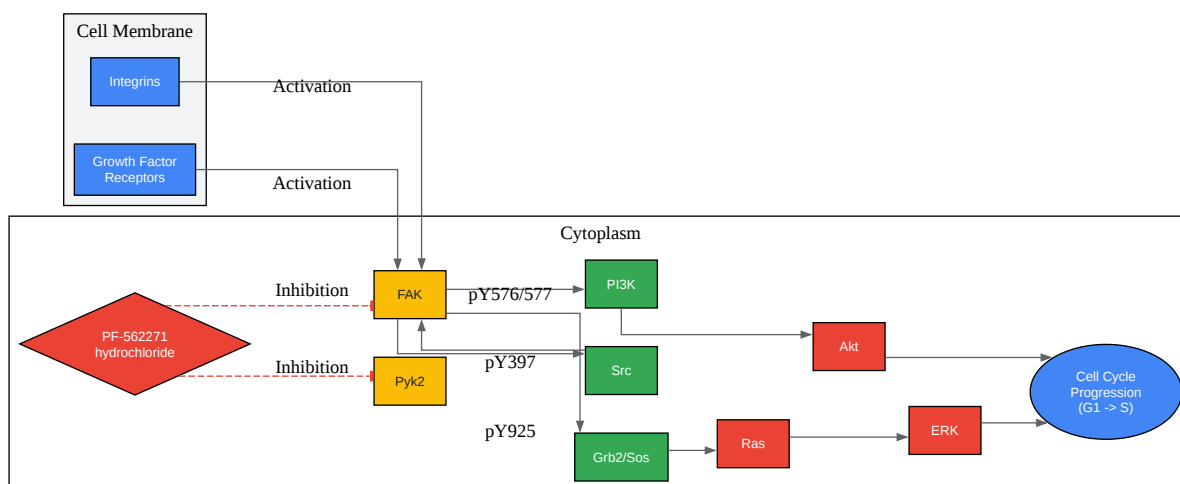 Cell Membrane
Integrins
Activation
Growth Factor
Receptors
Activation
Cytoplasm
Inhibition
FAK
pY576/577
PI3K
PF-562271
hydrochloride
Akt
Inhibition
Pyk2
pY397
Src
Cell Cycle
Progression
(G1 -> S)
pY925
Grb2/Sos
Ras
ERK